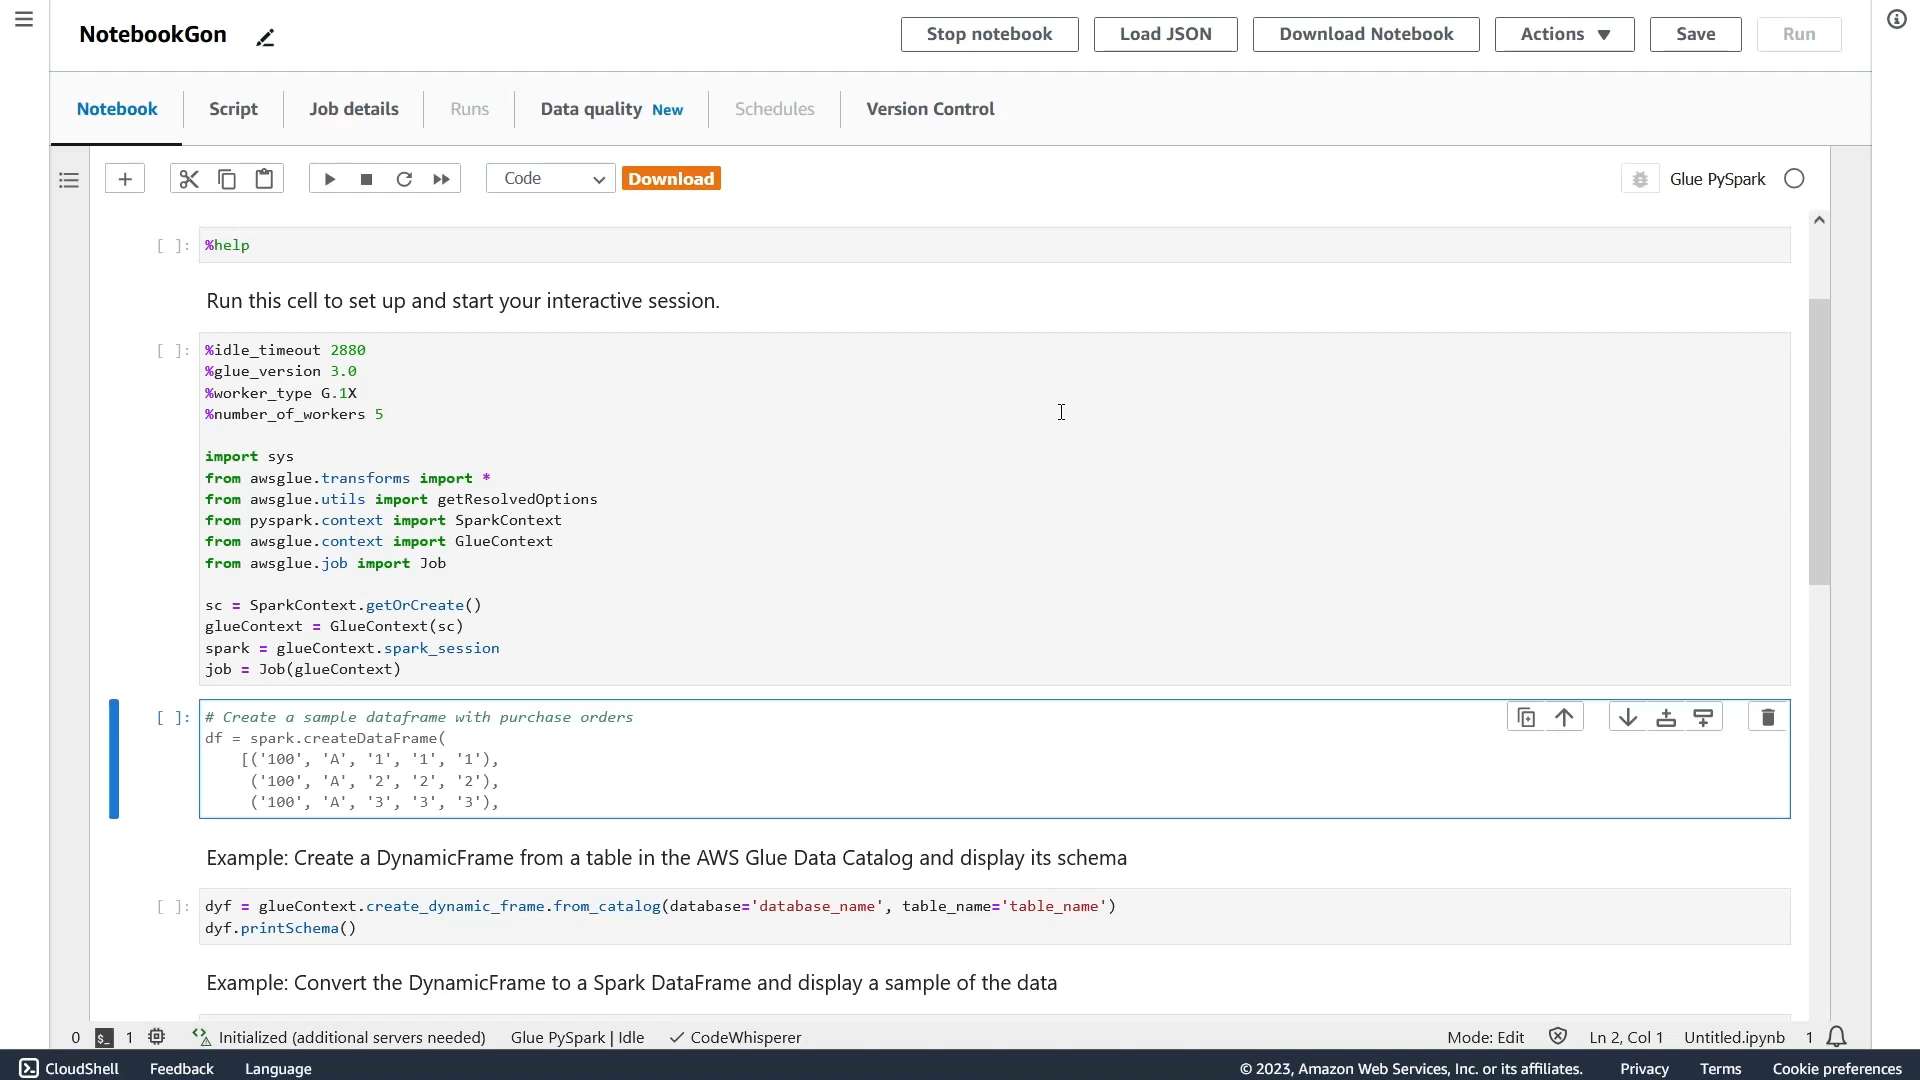 NotebookGon
Stop notebook
Load JSON
Download Notebook
Actions ▼
Save
Run
Notebook
Script
Job details
Runs
Data quality New
Schedules
Version Control
Code
Download
Glue PySpark
[ ]: %help
Run this cell to set up and start your interactive session.
[ ]: %idle_timeout 2880
%glue_version 3.0
%worker_type G.1X
%number_of_workers 5
import sys
from awsglue.transforms import *
from awsglue.utils import getResolvedOptions
from pyspark.context import SparkContext
from awsglue.context import GlueContext
from awsglue.job import Job
sc = SparkContext.getOrCreate()
glueContext = GlueContext(sc)
spark = glueContext.spark_session
job = Job(glueContext)
[ ]: # Create a sample dataframe with purchase orders
df = spark.createDataFrame(
[('100', 'A', '1', '1', '1'),
('100', 'A', '2', '2', '2'),
('100', 'A', '3', '3', '3'),
Example: Create a DynamicFrame from a table in the AWS Glue Data Catalog and display its schema
[ ]: dyf = glueContext.create_dynamic_frame.from_catalog(database='database_name', table_name='table_name')
dyf.printSchema()
Example: Convert the DynamicFrame to a Spark DataFrame and display a sample of the data
0 $_ 1 Initialized (additional servers needed) Glue PySpark | Idle ✓ CodeWhisperer
Mode: Edit Ln 2, Col 1 Untitled.ipynb 1
CloudShell Feedback Language
© 2023, Amazon Web Services, Inc. or its affiliates. Privacy Terms Cookie preferences